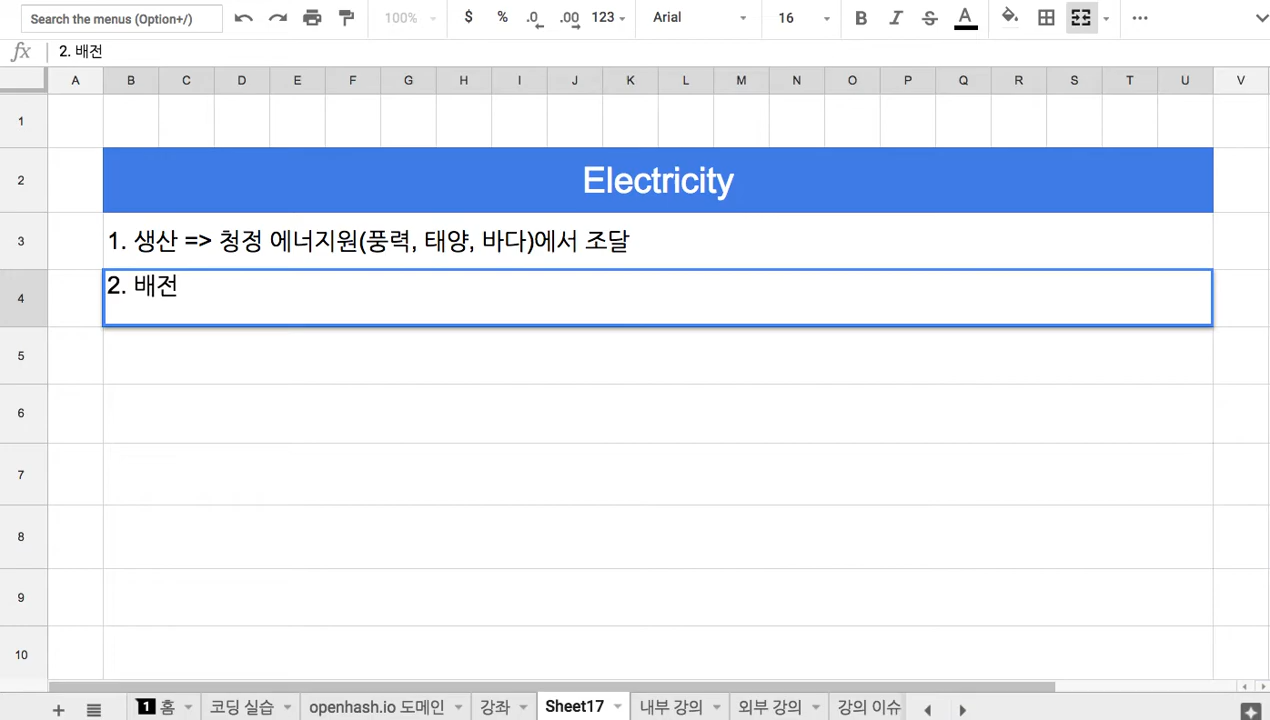 Search the menus (Option+/) 100% $ % .0 .00 123 Arial 16 B I S A
fx 2. 배전
A B C D E F G H I J K L M N O P Q R S T U V
1
2 Electricity
3 1. 생산 => 청정 에너지원(풍력, 태양, 바다)에서 조달
4 2. 배전
5
6
7
8
9
10
1 홈 코딩 실습 openhash.io 도메인 강좌 Sheet17 내부 강의 외부 강의 강의 이슈